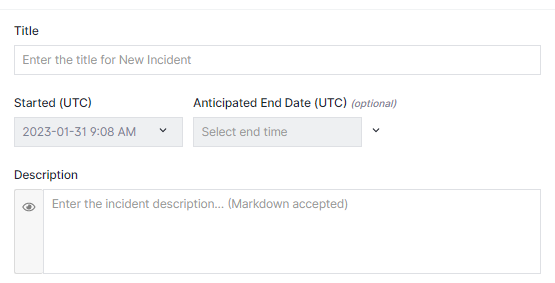 Title
Enter the title for New Incident
Started (UTC) Anticipated End Date (UTC) (optional)
2023-01-31 9:08 AM Select end time
Description
Enter the incident description... (Markdown accepted)